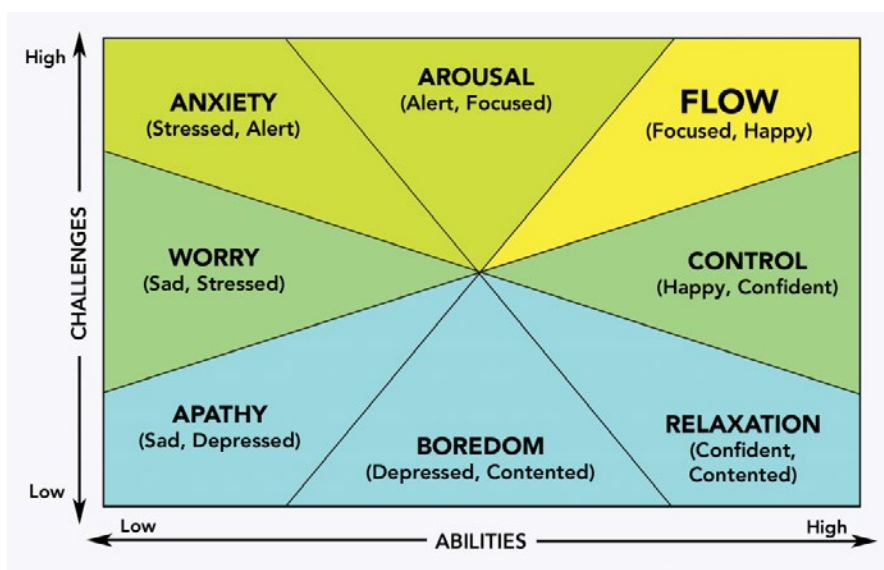 High
ANXIETY
(Stressed, Alert)
AROUSAL
(Alert, Focused)
FLOW
(Focused, Happy)
WORRY
(Sad, Stressed)
CONTROL
(Happy, Confident)
CHALLENGES
APATHY
(Sad, Depressed)
BOREDOM
(Depressed, Contented)
RELAXATION
(Confident,
Contented)
Low
Low
ABILITIES
High